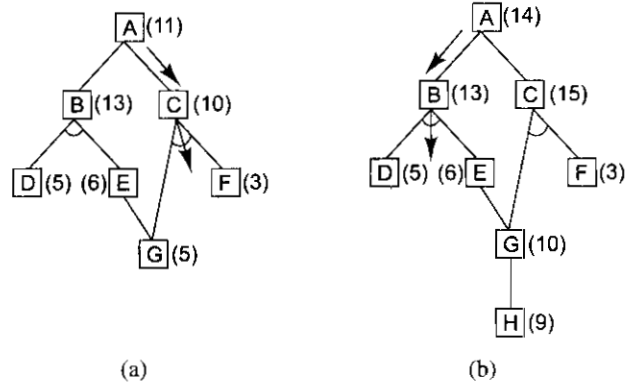 A (11)
B (13) C (10)
D (5) (6) E F (3)
G (5)
(a)
A (14)
B (13) C (15)
D (5) (6) E F (3)
G (10)
H (9)
(b)